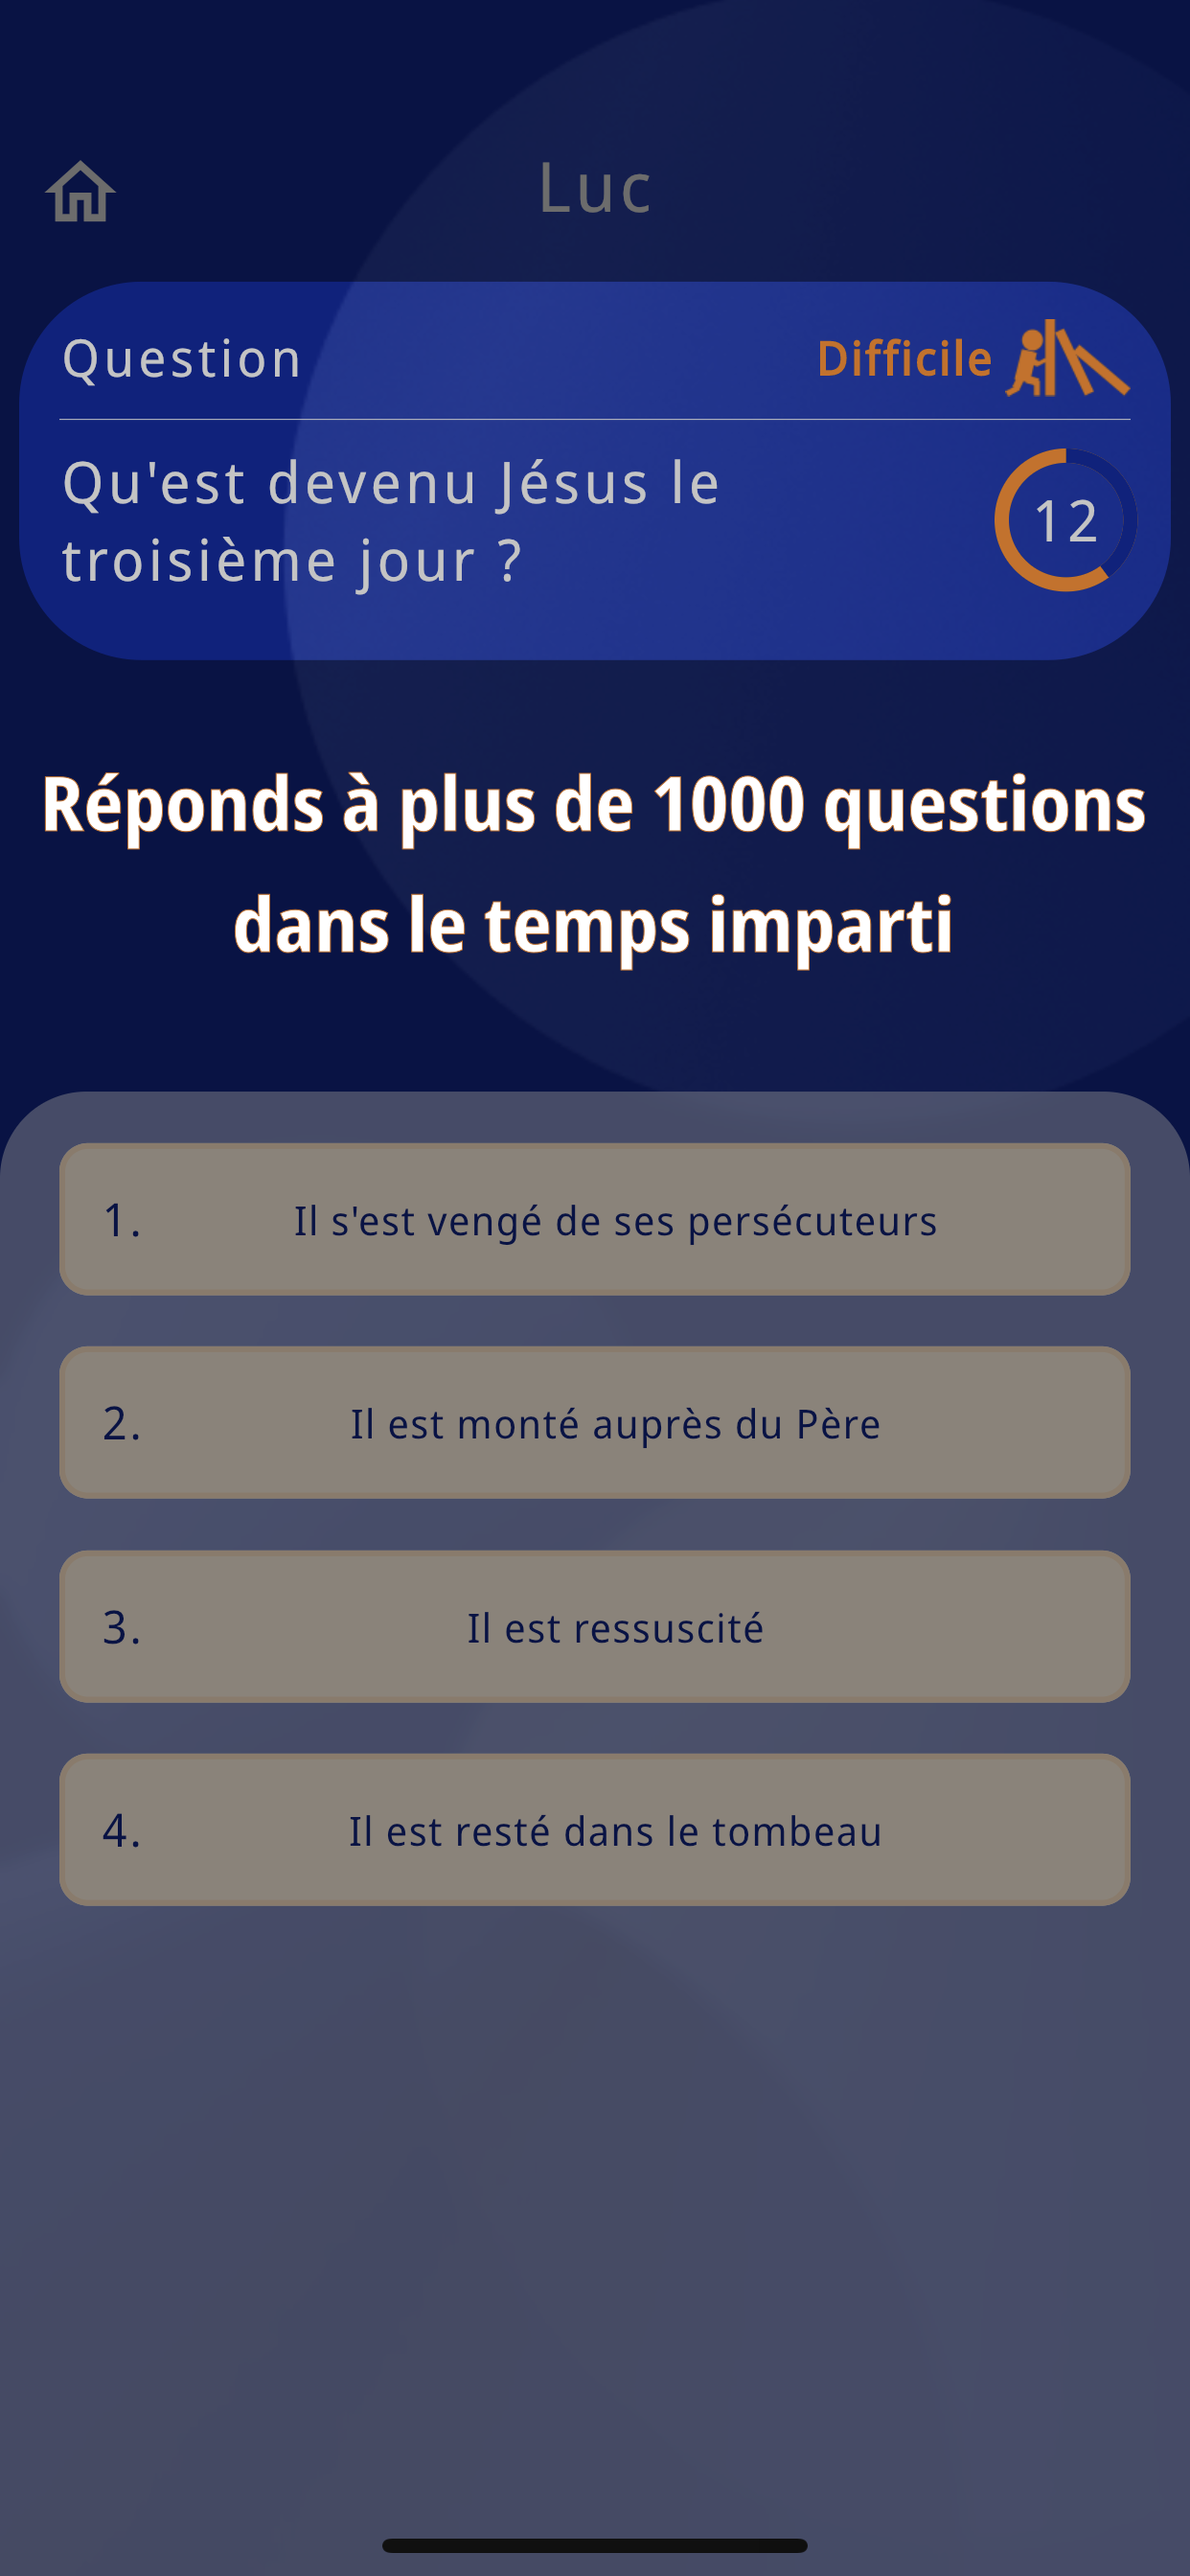 Luc
Question
Difficile
Qu'est devenu Jésus le
troisième jour ?
12
Réponds à plus de 1000 questions
dans le temps imparti
1. Il s'est vengé de ses persécuteurs
2. Il est monté auprès du Père
3. Il est ressuscité
4. Il est resté dans le tombeau